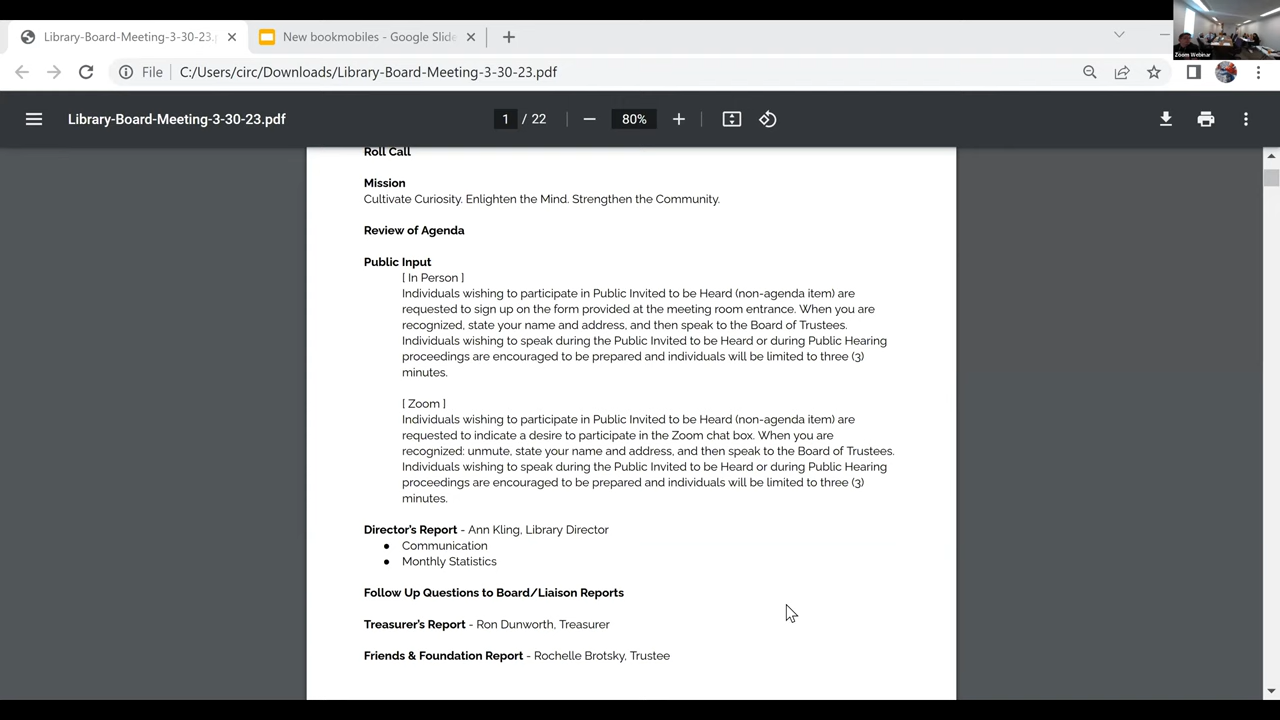 Library-Board-Meeting-3-30-23.
New bookmobiles - Google Slide
Zoom Webinar
File
C:/Users/circ/Downloads/Library-Board-Meeting-3-30-23.pdf
Library-Board-Meeting-3-30-23.pdf
1 / 22
80%
Roll Call
Mission
Cultivate Curiosity. Enlighten the Mind. Strengthen the Community.
Review of Agenda
Public Input
[ In Person ]
Individuals wishing to participate in Public Invited to be Heard (non-agenda item) are
requested to sign up on the form provided at the meeting room entrance. When you are
recognized, state your name and address, and then speak to the Board of Trustees.
Individuals wishing to speak during the Public Invited to be Heard or during Public Hearing
proceedings are encouraged to be prepared and individuals will be limited to three (3)
minutes.
[ Zoom ]
Individuals wishing to participate in Public Invited to be Heard (non-agenda item) are
requested to indicate a desire to participate in the Zoom chat box. When you are
recognized: unmute, state your name and address, and then speak to the Board of Trustees.
Individuals wishing to speak during the Public Invited to be Heard or during Public Hearing
proceedings are encouraged to be prepared and individuals will be limited to three (3)
minutes.
Director's Report - Ann Kling, Library Director
● Communication
● Monthly Statistics
Follow Up Questions to Board/Liaison Reports
Treasurer's Report - Ron Dunworth, Treasurer
Friends & Foundation Report - Rochelle Brotsky, Trustee